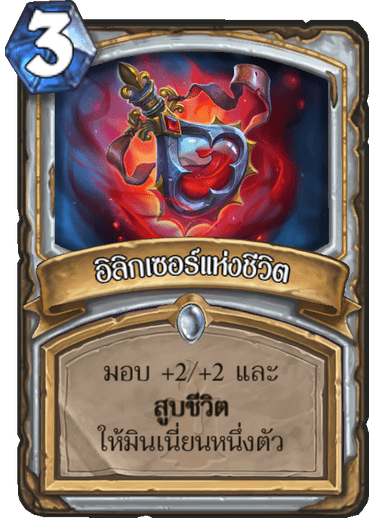 3
อิลิกเซอร์แห่งชีวิต
มอบ +2/+2 และ
สูบชีวิต
ให้มินเนี่ยนหนึ่งตัว